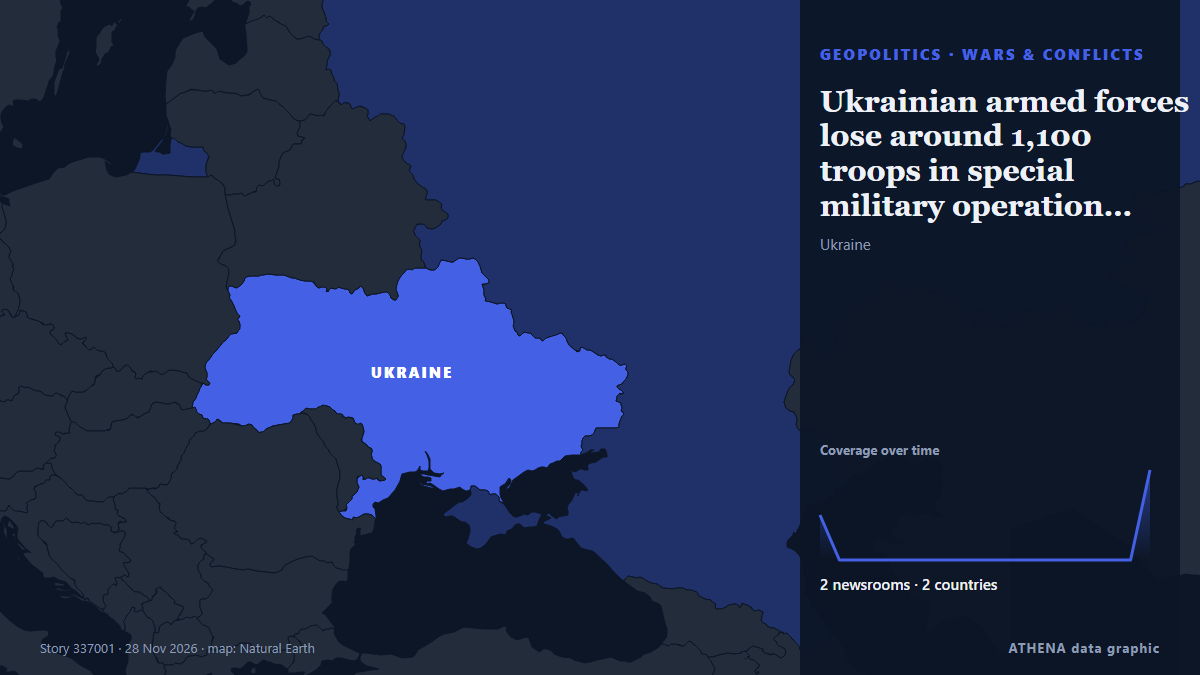 GEOPOLITICS · WARS & CONFLICTS
Ukrainian armed forces
lose around 1,100
troops in special
military operation...
Ukraine
UKRAINE
Coverage over time
2 newsrooms · 2 countries
Story 337001 · 28 Nov 2026 · map: Natural Earth
ATHENA data graphic